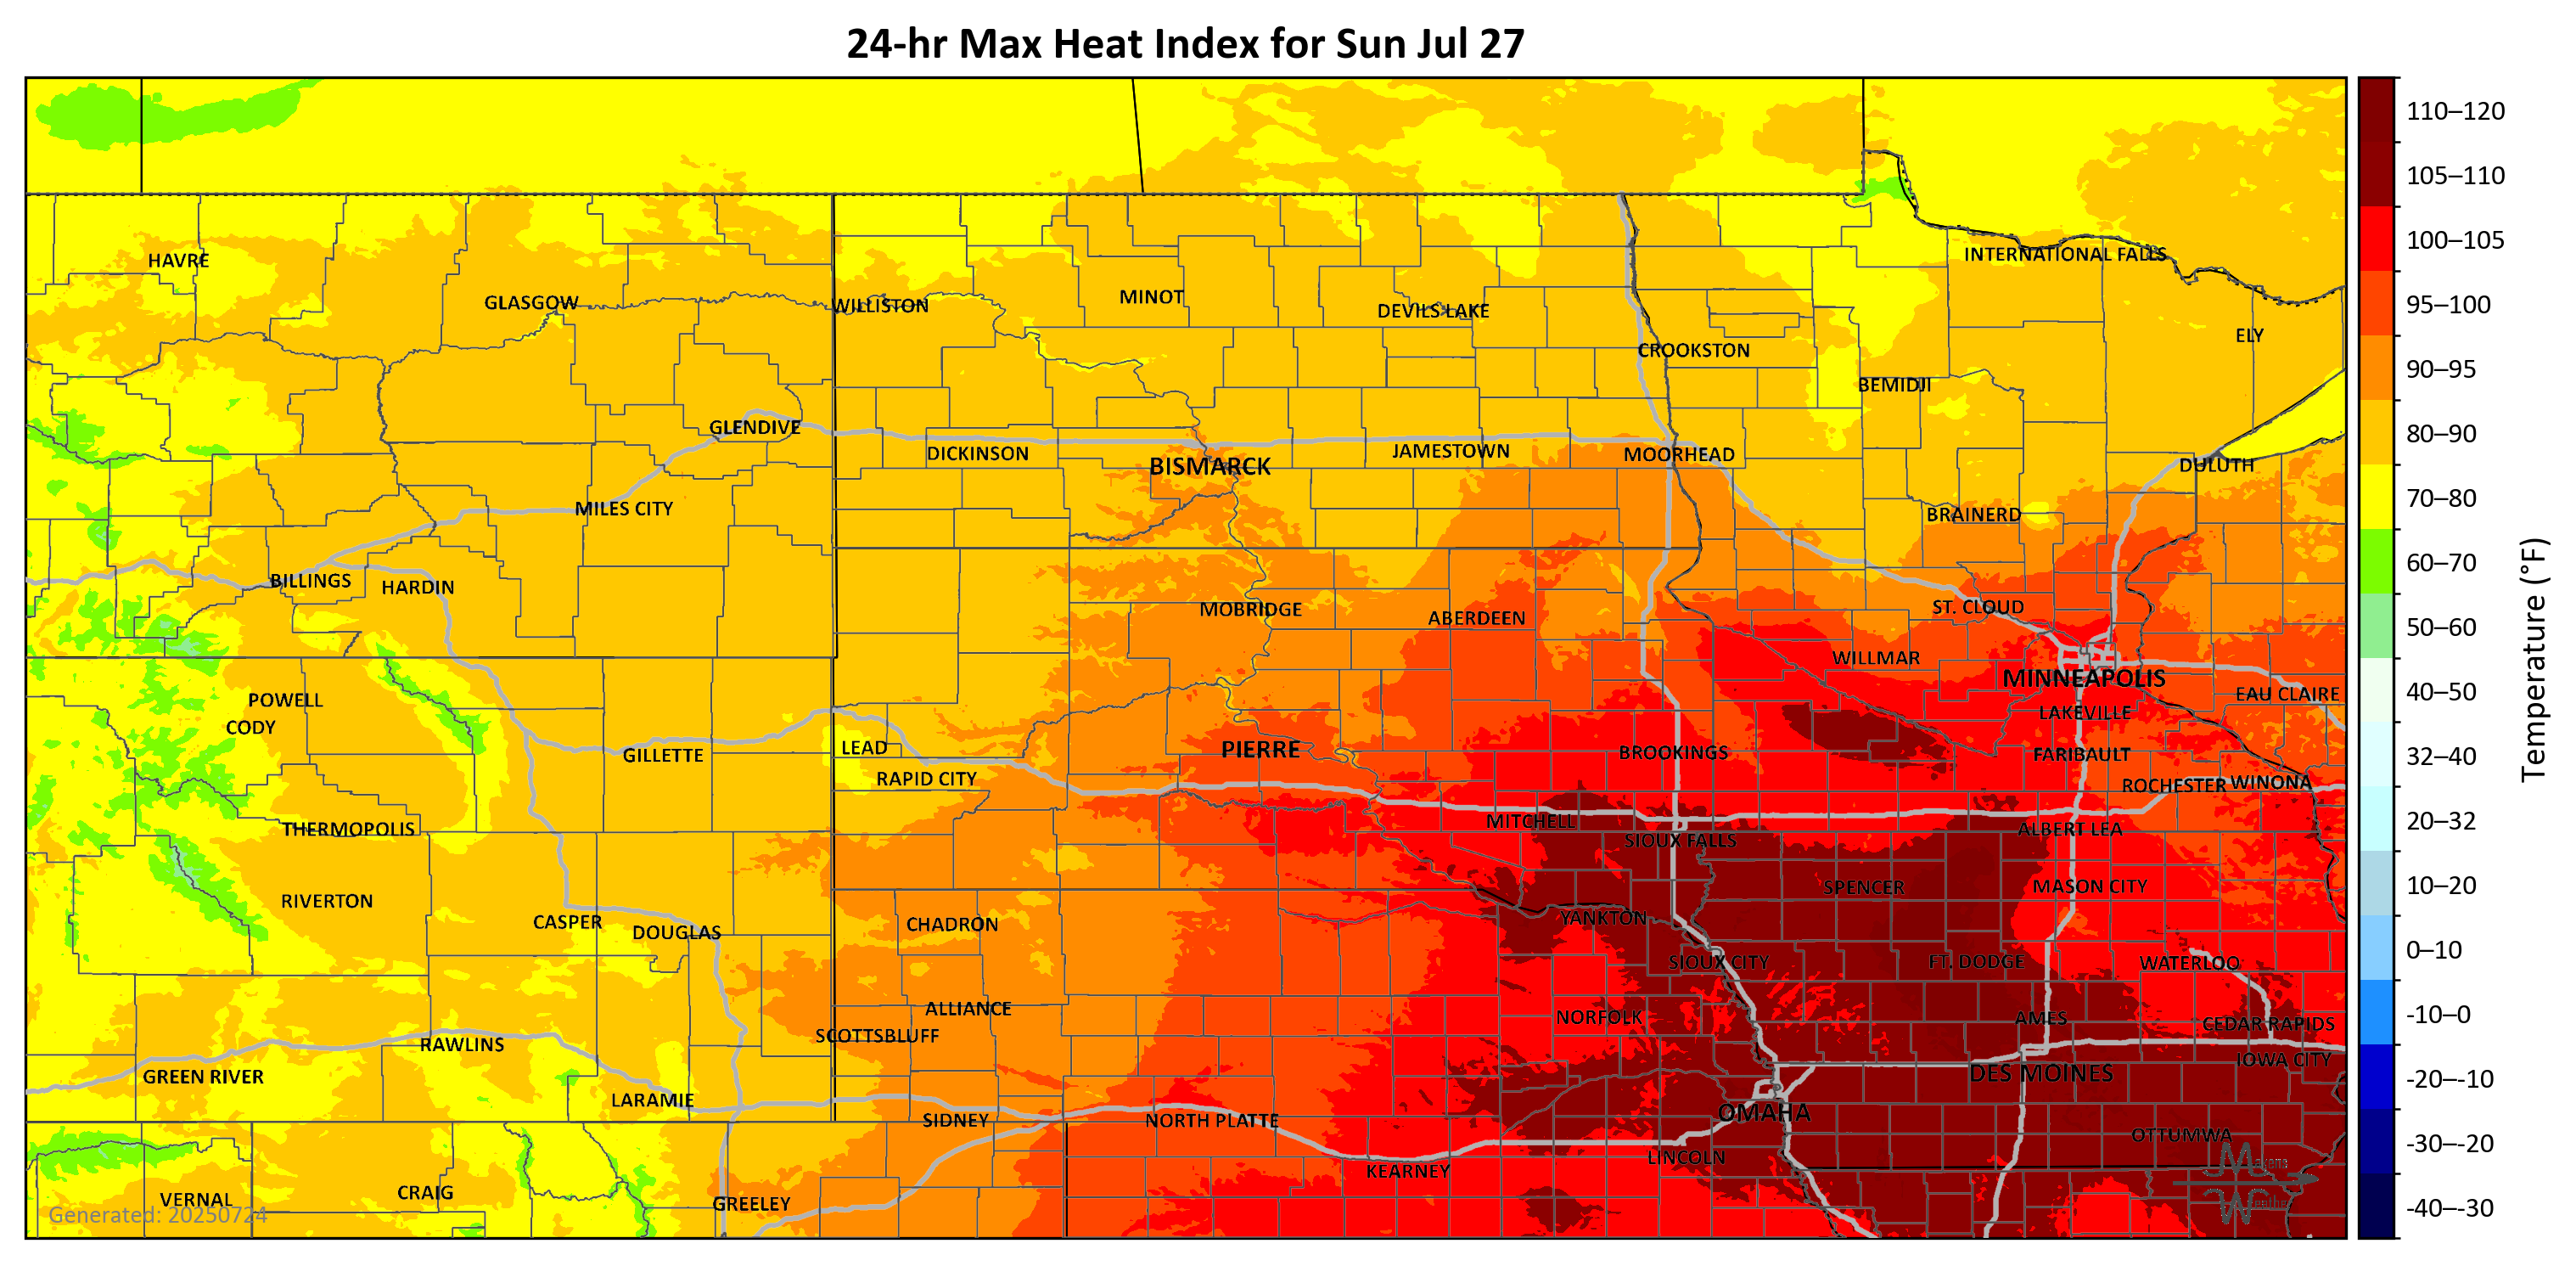 24-hr Max Heat Index for Sun Jul 27
110–120
105–110
100–105
95–100
90–95
80–90
70–80
60–70
50–60
40–50
32–40
20–32
10–20
0–10
-10–0
-20–-10
-30–-20
-40–-30
Temperature (°F)
HAVRE
INTERNATIONAL FALLS
GLASGOW
WILLISTON
MINOT
DEVILS LAKE
ELY
CROOKSTON
BEMIDJI
GLENDIVE
DICKINSON
BISMARCK
JAMESTOWN
MOORHEAD
DULUTH
MILES CITY
BRAINERD
BILLINGS
HARDIN
MOBRIDGE
ABERDEEN
ST. CLOUD
WILLMAR
MINNEAPOLIS
POWELL
EAU CLAIRE
CODY
LAKEVILLE
GILLETTE
LEAD
PIERRE
BROOKINGS
FARIBAULT
RAPID CITY
ROCHESTER
WINONA
THERMOPOLIS
MITCHELL
SIOUX FALLS
ALBERT LEA
RIVERTON
SPENCER
MASON CITY
CASPER
DOUGLAS
CHADRON
YANKTON
SIOUX CITY
FT. DODGE
WATERLOO
ALLIANCE
NORFOLK
AMES
CEDAR RAPIDS
SCOTTSBLUFF
RAWLINS
IOWA CITY
GREEN RIVER
DES MOINES
LARAMIE
SIDNEY
NORTH PLATTE
OMAHA
OTTUMWA
KEARNEY
LINCOLN
VERNAL
CRAIG
GREELEY
Generated: 20250724